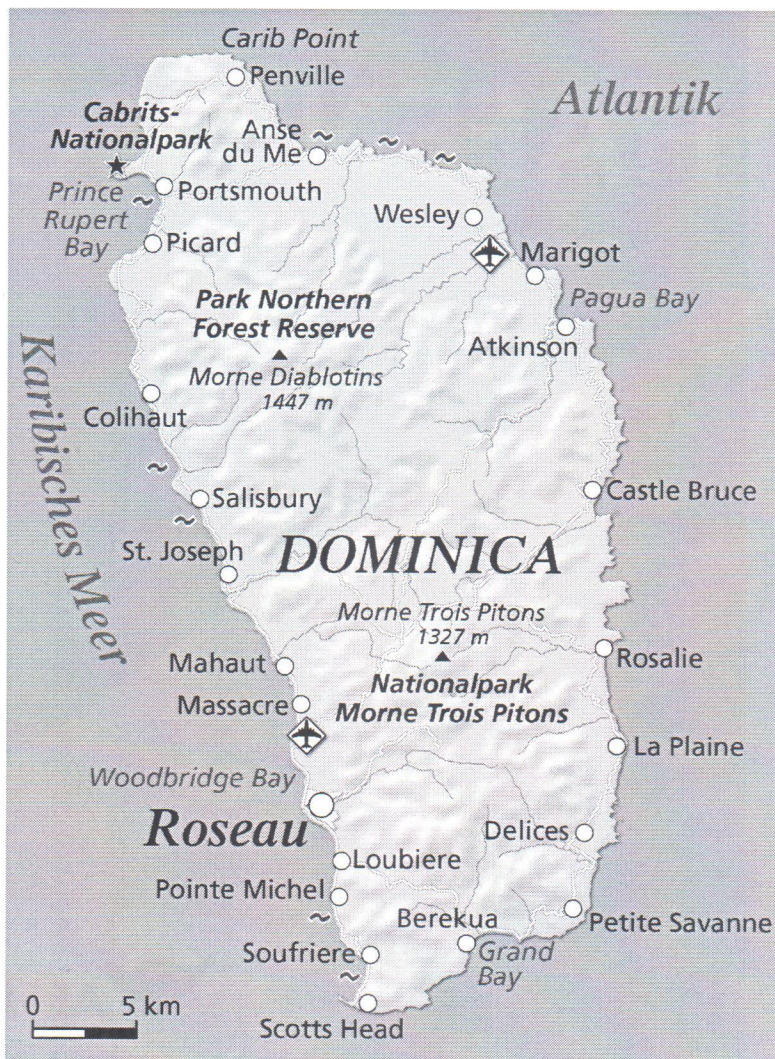 Carib Point
Penville
Atlantik
Cabrits-
Nationalpark
Anse
du Me
Prince
Rupert
Bay
Portsmouth
Wesley
Picard
Marigot
Park Northern
Forest Reserve
Pagua Bay
Atkinson
Morne Diablotins
1447 m
Karibisches Meer
Colihaut
Salisbury
Castle Bruce
St. Joseph
DOMINICA
Morne Trois Pitons
1327 m
Mahaut
Rosalie
Nationalpark
Morne Trois Pitons
Massacre
La Plaine
Woodbridge Bay
Roseau
Delices
Loubiere
Pointe Michel
Berekua
Petite Savanne
Soufriere
Grand
Bay
0 5 km
Scotts Head